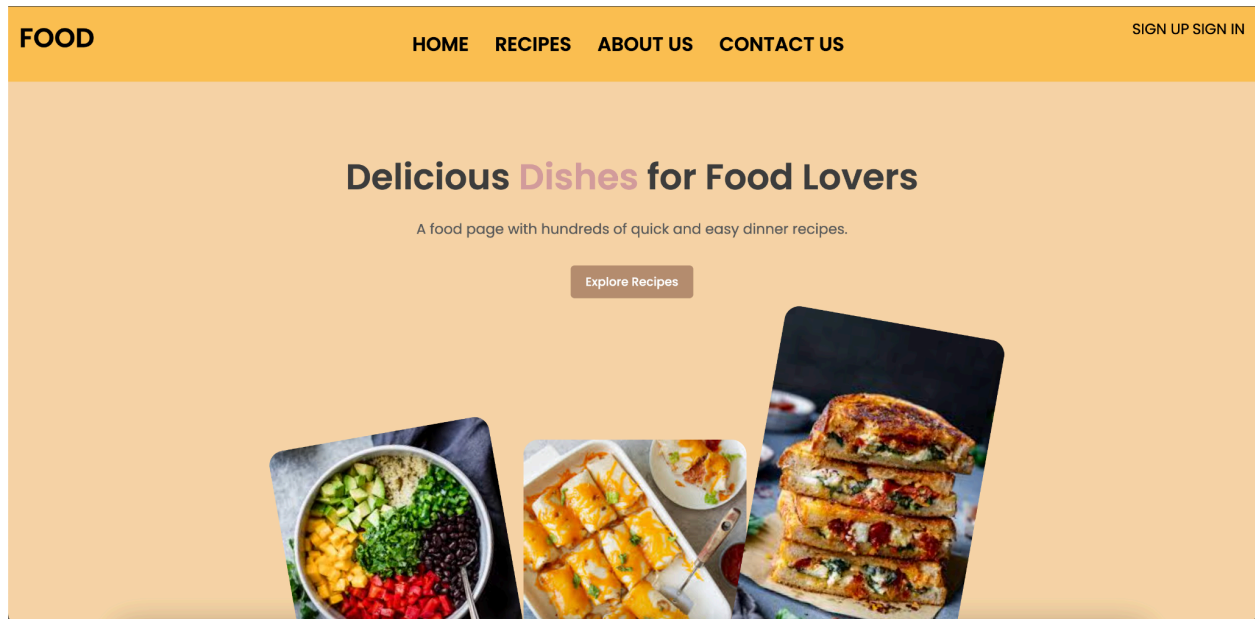 FOOD
HOME RECIPES ABOUT US CONTACT US
SIGN UP SIGN IN
Delicious Dishes for Food Lovers
A food page with hundreds of quick and easy dinner recipes.
Explore Recipes